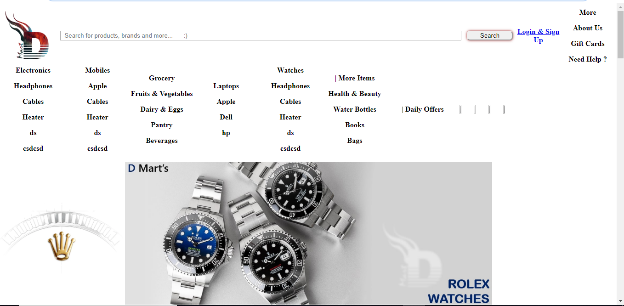 More
About Us
Gift Cards
Need Help ?
D
Mart
Search for products, brands and more... :)
Search
Login & Sign
Up
Electronics
Headphones
Cables
Heater
ds
csdcsd
Mobiles
Apple
Cables
Heater
ds
csdcsd
Grocery
Fruits & Vegetables
Dairy & Eggs
Pantry
Beverages
Laptops
Apple
Dell
hp
Watches
Headphones
Cables
Heater
ds
csdcsd
| More Items
Health & Beauty
Water Bottles
Books
Bags
| Daily Offers | | | |
D Mart's
ROLEX
WATCHES